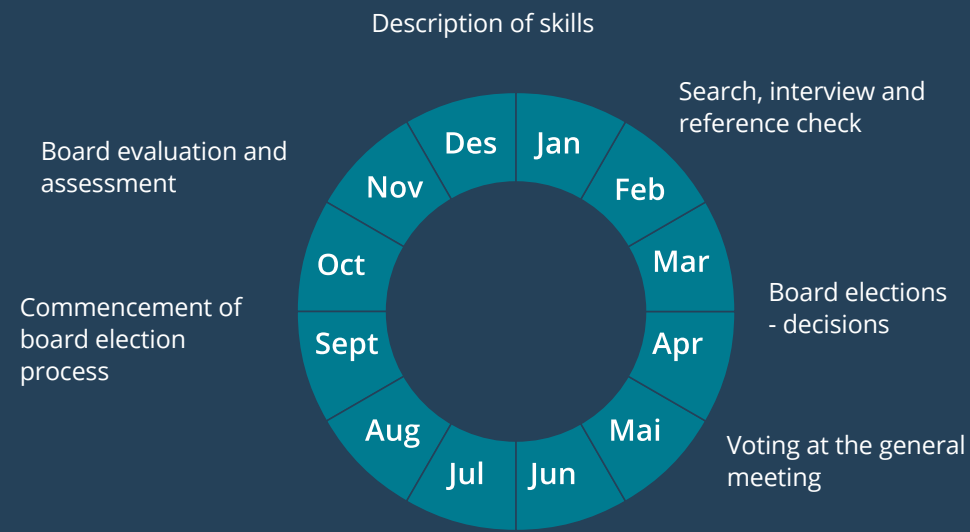 Description of skills
Search, interview and
reference check
Board evaluation and
assessment
Des
Jan
Nov
Feb
Oct
Mar
Commencement of
board election
process
Board elections
- decisions
Sept
Apr
Aug
Mai
Jul
Jun
Voting at the general
meeting